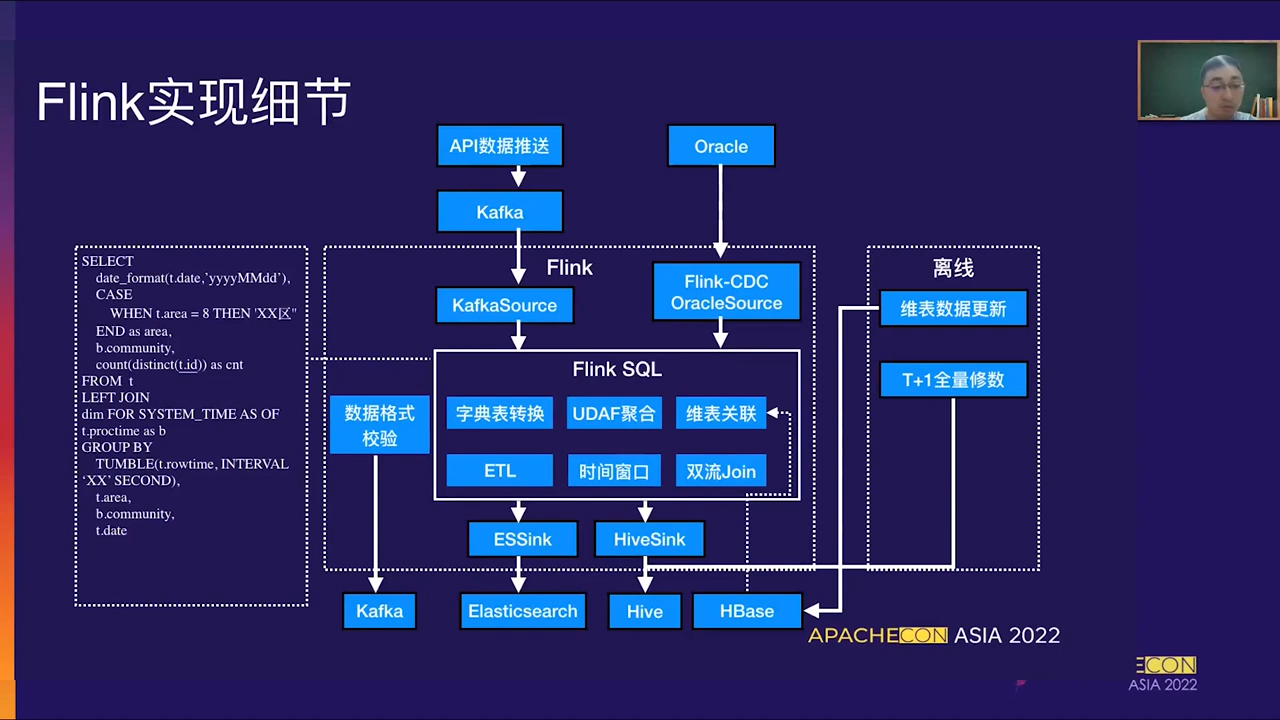 Flink实现细节
API数据推送
Oracle
Kafka
Flink
KafkaSource
Flink-CDC
OracleSource
离线
维表数据更新
T+1全量修数
SELECT
date_format(t.date,'yyyyMMdd'),
CASE
WHEN t.area = 8 THEN 'XX区"
END as area,
b.community,
count(distinct(t.id)) as cnt
FROM t
LEFT JOIN
dim FOR SYSTEM_TIME AS OF
t.proctime as b
GROUP BY
TUMBLE(t.rowtime, INTERVAL
'XX' SECOND),
t.area,
b.community,
t.date
数据格式
校验
Flink SQL
字典表转换
UDAF聚合
维表关联
ETL
时间窗口
双流Join
ESSink
HiveSink
Kafka
Elasticsearch
Hive
HBase
APACHECON ASIA 2022
ECON
ASIA 2022